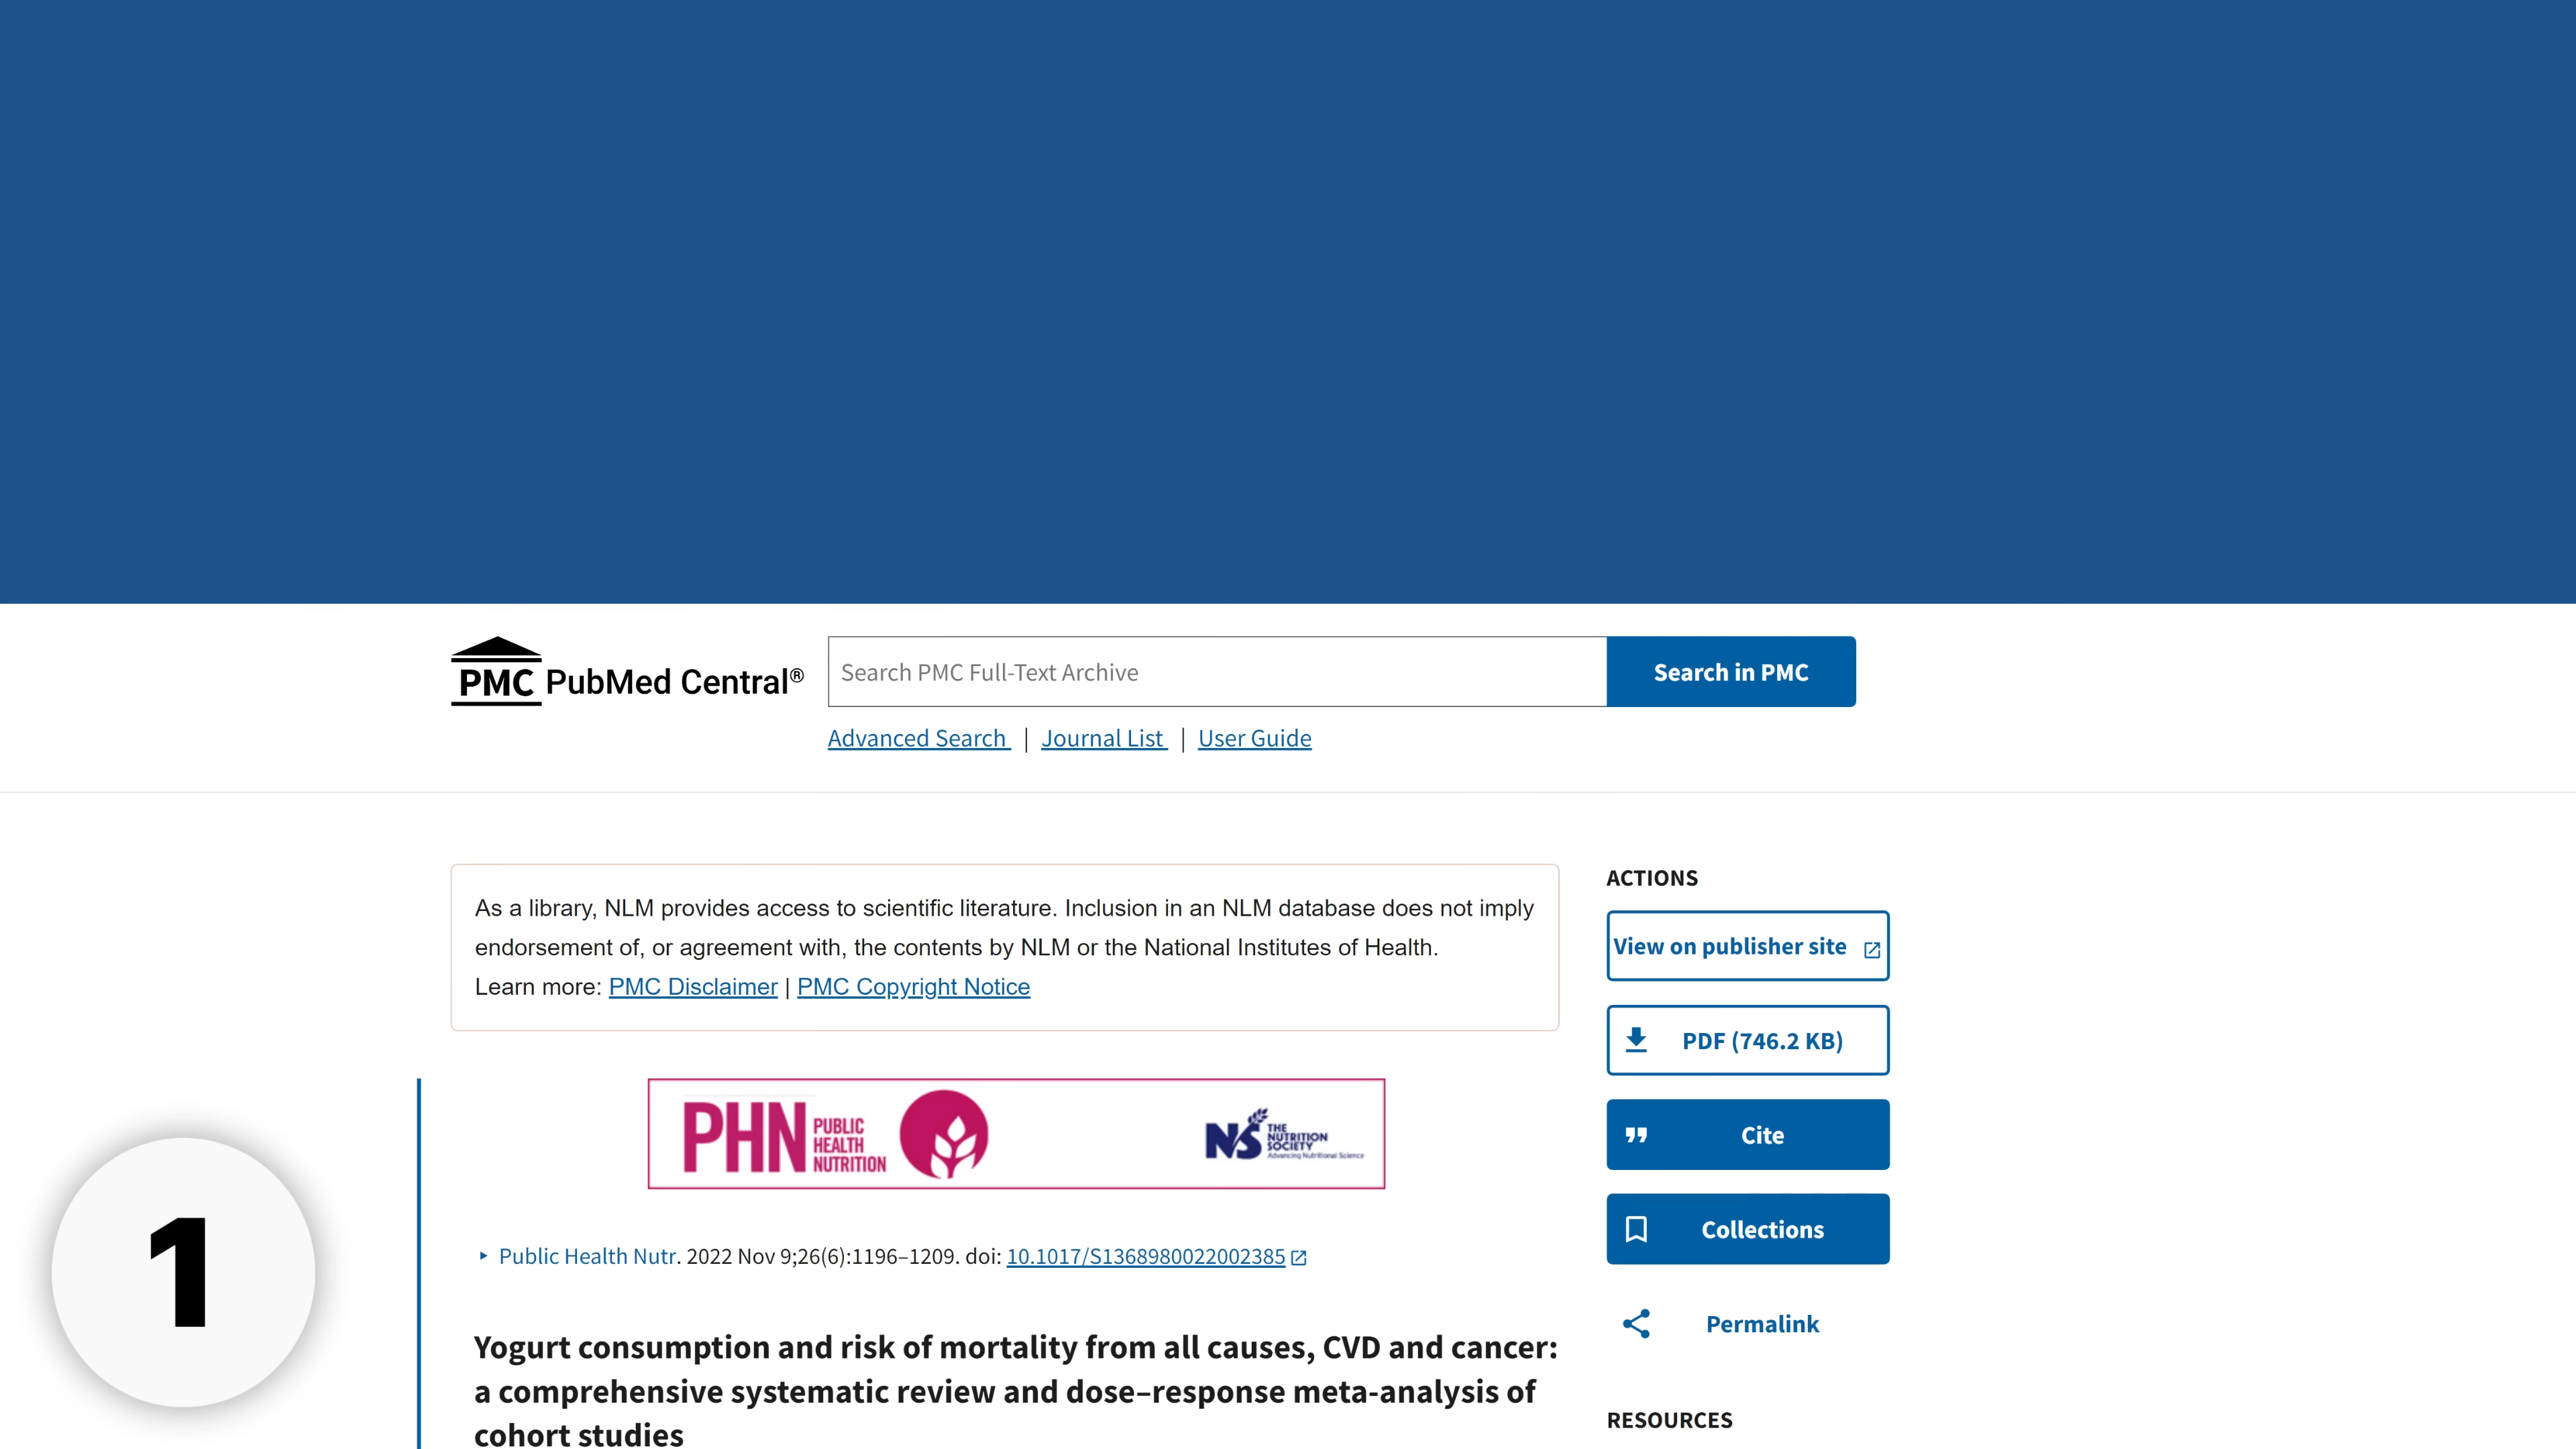 PMC PubMed Central®
Search PMC Full-Text Archive
Search in PMC
Advanced Search | Journal List | User Guide
As a library, NLM provides access to scientific literature. Inclusion in an NLM database does not imply
endorsement of, or agreement with, the contents by NLM or the National Institutes of Health.
Learn more: PMC Disclaimer | PMC Copyright Notice
PHN PUBLIC
HEALTH
NUTRITION
NS THE
NUTRITION
SOCIETY
Advancing Nutritional Science
Public Health Nutr. 2022 Nov 9;26(6):1196–1209. doi: 10.1017/S1368980022002385
Yogurt consumption and risk of mortality from all causes, CVD and cancer:
a comprehensive systematic review and dose–response meta-analysis of
cohort studies
ACTIONS
View on publisher site
PDF (746.2 KB)
Cite
Collections
Permalink
RESOURCES
1